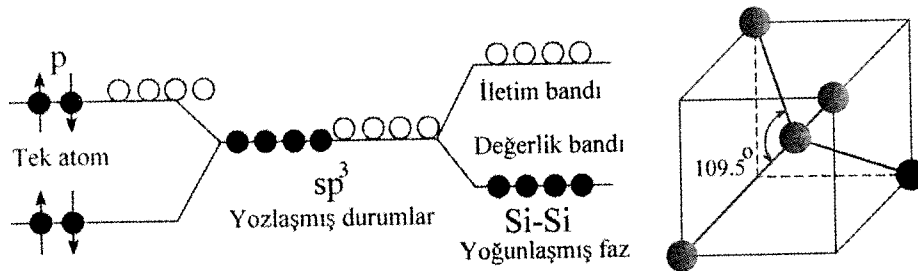 p
Tek atom
sp³
Yozlaşmış durumlar
İletim bandı
Değerlik bandı
Si-Si
Yoğunlaşmış faz
109.5°